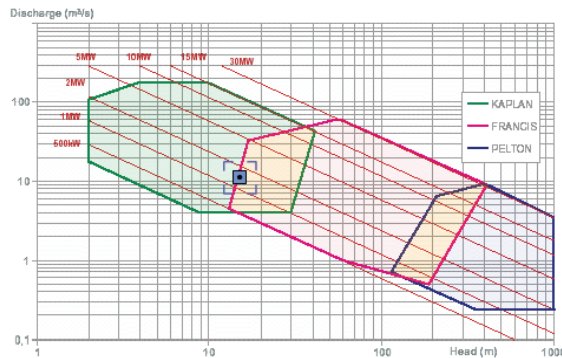 Discharge (m³/s)
5MW
10MW
15MW
30MW
2MW
100
KAPLAN
1MW
FRANCIS
500kW
PELTON
10
1
0,1
1
10
100
Head (m)
1000